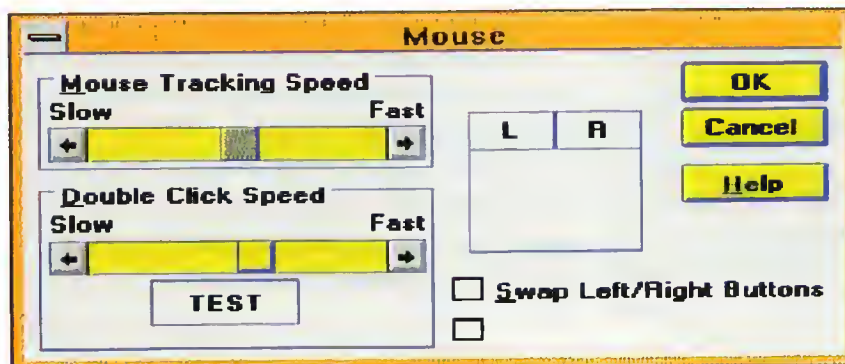 Mouse
Mouse Tracking Speed
Slow Fast
Double Click Speed
Slow Fast
TEST
L R
Swap Left/Right Buttons
OK
Cancel
Help